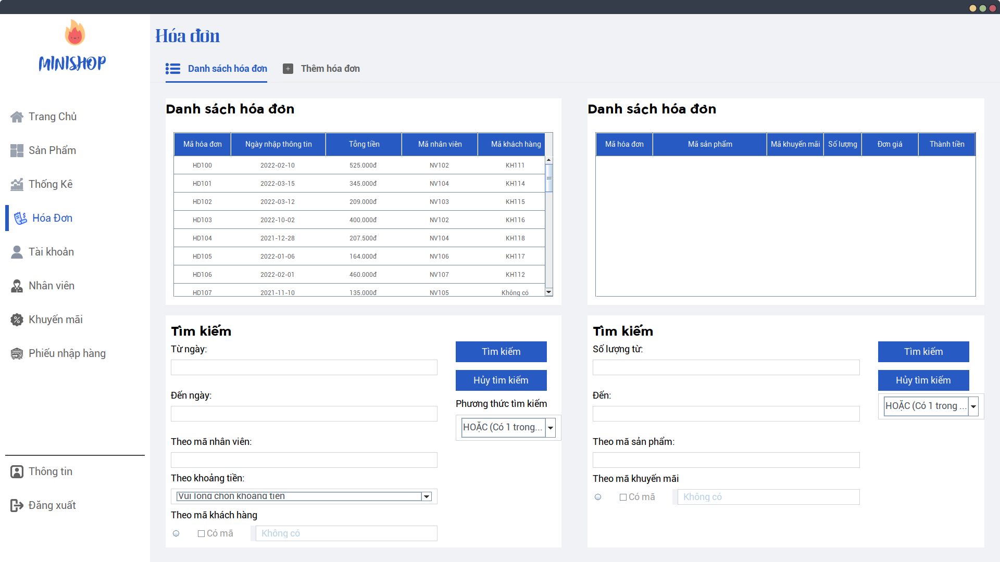 MINISHOP
Trang Chủ
Sản Phẩm
Thống Kê
Hóa Đơn
Tài khoản
Nhân viên
Khuyến mãi
Phiếu nhập hàng
Thông tin
Đăng xuất
Hóa đơn
Danh sách hóa đơn
Thêm hóa đơn
Danh sách hóa đơn
Mã hóa đơn Ngày nhập thông tin Tổng tiền Mã nhân viên Mã khách hàng
HD100 2022-02-10 525.000đ NV102 KH111
HD101 2022-03-15 345.000đ NV104 KH114
HD102 2022-03-12 209.000đ NV103 KH115
HD103 2022-10-02 400.000đ NV102 KH116
HD104 2021-12-28 207.500đ NV104 KH118
HD105 2022-01-06 164.000đ NV106 KH117
HD106 2022-02-01 460.000đ NV107 KH112
HD107 2021-11-10 135.000đ NV105 Không có
Danh sách hóa đơn
Mã hóa đơn Mã sản phẩm Mã khuyến mãi Số lượng Đơn giá Thành tiền
Tìm kiếm
Từ ngày:
Đến ngày:
Theo mã nhân viên:
Theo khoảng tiền:
Vui lòng chọn khoảng tiền
Theo mã khách hàng
Có mã Không có
Tìm kiếm
Hủy tìm kiếm
Phương thức tìm kiếm
HOẶC (Có 1 trong...
Tìm kiếm
Số lượng từ:
Đến:
Theo mã sản phẩm:
Theo mã khuyến mãi
Có mã Không có
Tìm kiếm
Hủy tìm kiếm
HOẶC (Có 1 trong ...